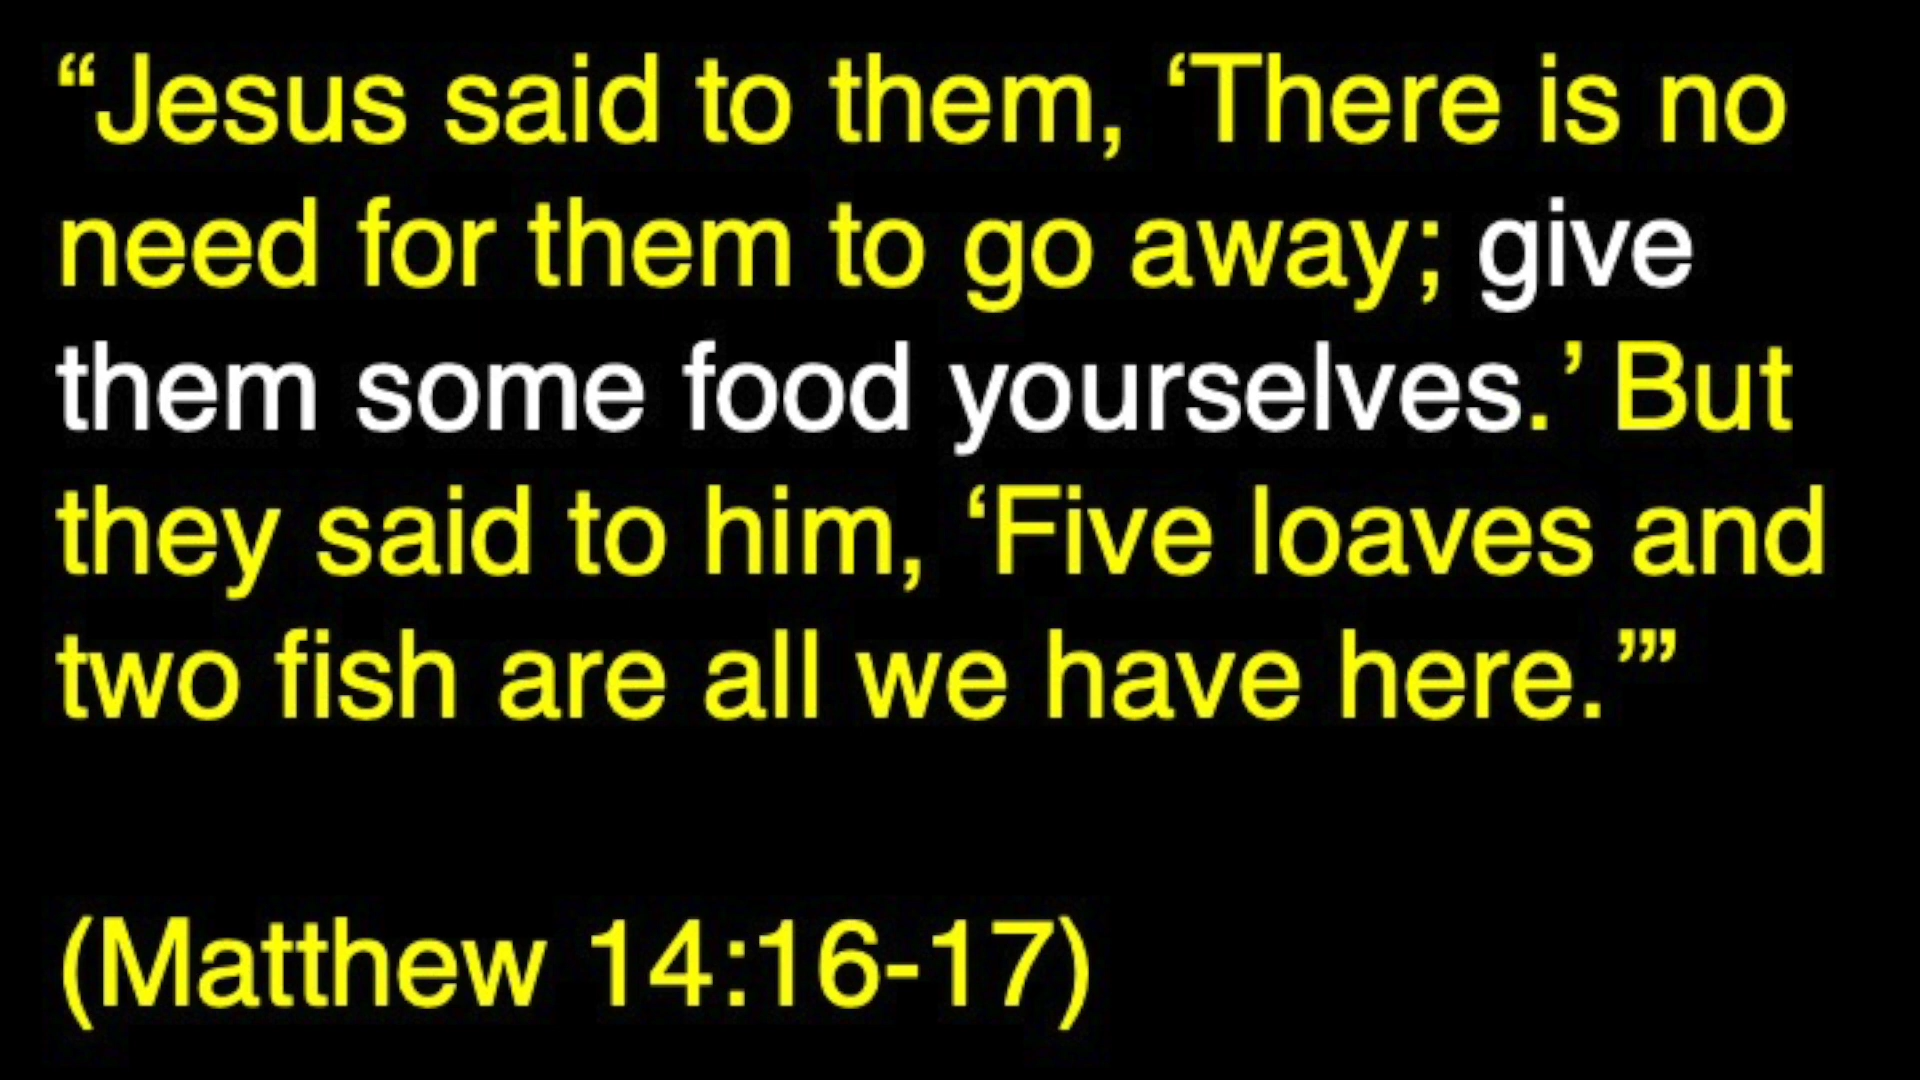 “Jesus said to them, ‘There is no
need for them to go away; give
them some food yourselves.’ But
they said to him, ‘Five loaves and
two fish are all we have here.’”
(Matthew 14:16-17)